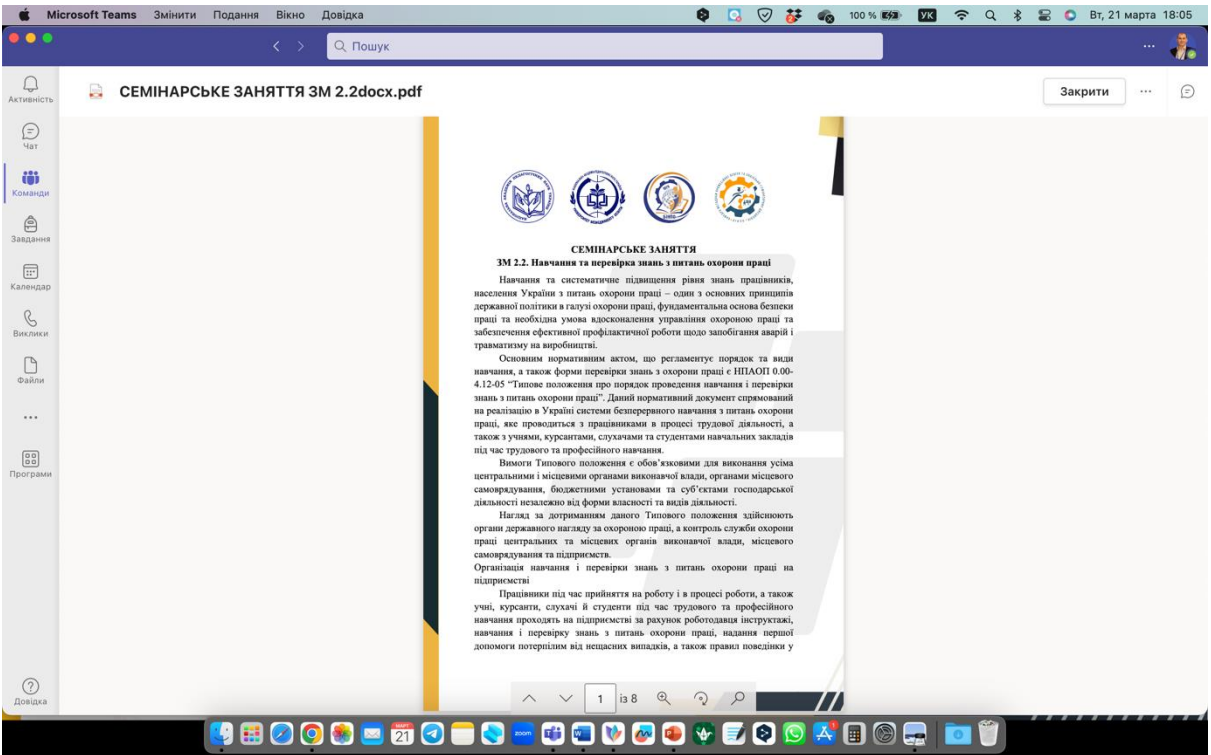 Microsoft Teams Змінити Подання Вікно Довідка 100 % УК Вт, 21 марта 18:05
Пошук
СЕМІНАРСЬКЕ ЗАНЯТТЯ ЗМ 2.2docx.pdf
Закрити
Активність
Чат
Команди
Завдання
Календар
Виклики
Файли
Програми
Довідка
СЕМІНАРСЬКЕ ЗАНЯТТЯ
ЗМ 2.2. Навчання та перевірка знань з питань охорони праці
Навчання та систематичне підвищення рівня знань працівників,
населення України з питань охорони праці – один з основних принципів
державної політики в галузі охорони праці, фундаментальна основа безпеки
праці та необхідна умова вдосконалення управління охороною праці та
забезпечення ефективної профілактичної роботи щодо запобігання аварій і
травматизму на виробництві.
Основним нормативним актом, що регламентує порядок та види
навчання, а також форми перевірки знань з охорони праці є НПАОП 0.00-
4.12-05 “Типове положення про порядок проведення навчання і перевірки
знань з питань охорони праці”. Даний нормативний документ спрямований
на реалізацію в Україні системи безперервного навчання з питань охорони
праці, яке проводиться з працівниками в процесі трудової діяльності, а
також з учнями, курсантами, слухачами та студентами навчальних закладів
під час трудового та професійного навчання.
Вимоги Типового положення є обов’язковими для виконання усіма
центральними і місцевими органами виконавчої влади, органами місцевого
самоврядування, бюджетними установами та суб’єктами господарської
діяльності незалежно від форми власності та видів діяльності.
Нагляд за дотриманням даного Типового положення здійснюють
органи державного нагляду за охороною праці, а контроль служби охорони
праці центральних та місцевих органів виконавчої влади, місцевого
самоврядування та підприємств.
Організація навчання і перевірки знань з питань охорони праці на
підприємстві
Працівники під час прийняття на роботу і в процесі роботи, а також
учні, курсанти, слухачі й студенти під час трудового та професійного
навчання проходять на підприємстві за рахунок роботодавця інструктажі,
навчання і перевірку знань з питань охорони праці, надання першої
допомоги потерпілим від нещасних випадків, а також правил поведінки у
1 із 8
МАРТ
21
zoom